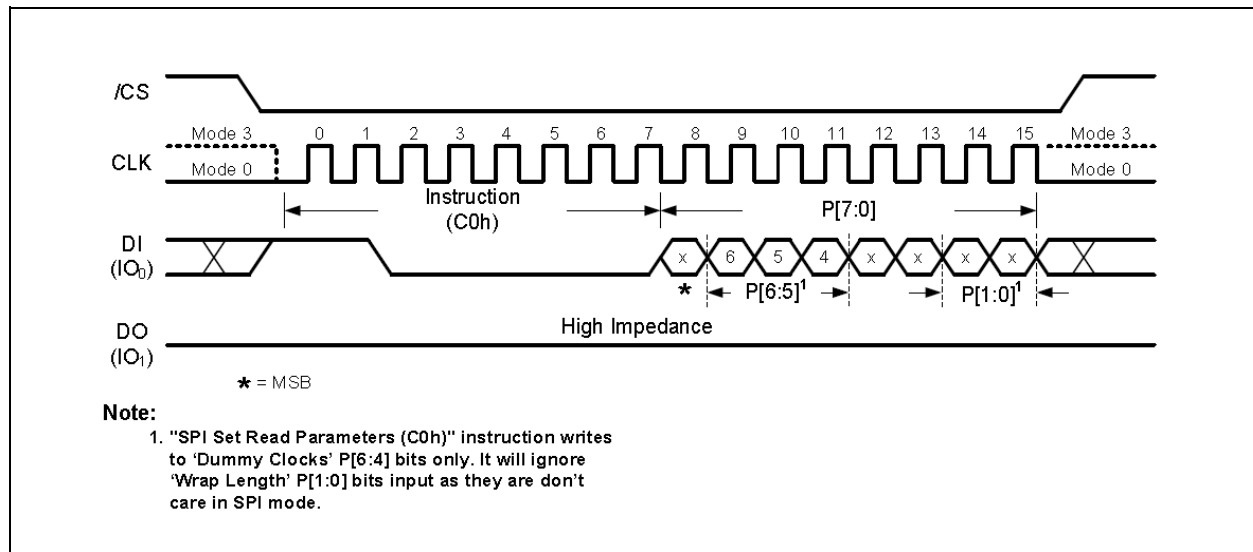 /CS
Mode 3 0 1 2 3 4 5 6 7 8 9 10 11 12 13 14 15 Mode 3
CLK
Mode 0 Mode 0
Instruction
(C0h)
P[7:0]
DI
(IO0)
x 6 5 4 x x x x
* P[6:5]1 P[1:0]1
High Impedance
DO
(IO1)
* = MSB
Note:
1. "SPI Set Read Parameters (C0h)" instruction writes
to ‘Dummy Clocks’ P[6:4] bits only. It will ignore
‘Wrap Length’ P[1:0] bits input as they are don’t
care in SPI mode.